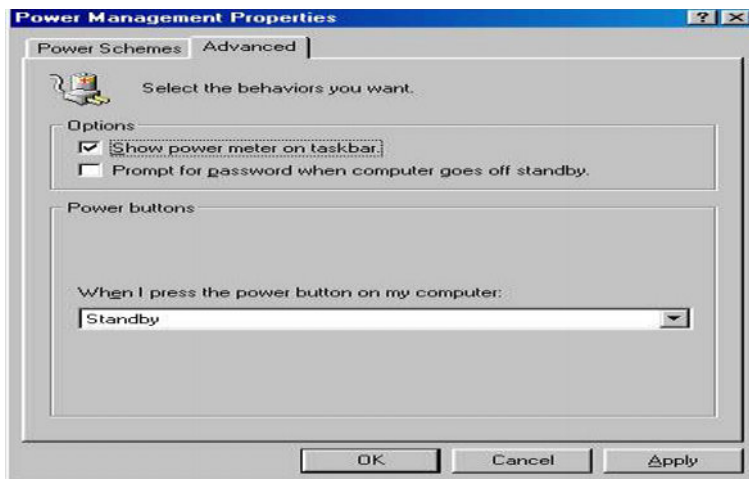 Power Management Properties
Power Schemes Advanced
Select the behaviors you want.
Options
Show power meter on taskbar.
Prompt for password when computer goes off standby.
Power buttons
When I press the power button on my computer:
Standby
OK Cancel Apply